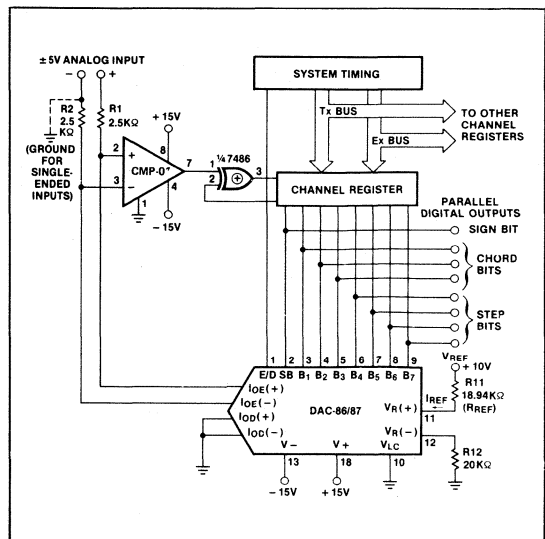 ± 5V ANALOG INPUT
− +
R2
2.5
KΩ
R1
2.5KΩ
(GROUND
FOR
SINGLE-
ENDED
INPUTS)
+ 15V
8
2
+
CMP-01
7
3
−
1
4
− 15V
¼ 7486
1
2
3
SYSTEM TIMING
Tx BUS
Ex BUS
TO OTHER
CHANNEL
REGISTERS
CHANNEL REGISTER
PARALLEL
DIGITAL OUTPUTS
SIGN BIT
CHORD
BITS
STEP
BITS
1 2 3 4 5 6 7 8 9
E/D SB B1 B2 B3 B4 B5 B6 B7
VREF
+ 10V
R11
18.94KΩ
(RREF)
IREF
IOE(+)
IOE(−)
IOD(+)
IOD(−)
DAC-86/87
VR(+)
11
VR(−)
12
R12
20KΩ
V− V+ VLC
13 18 10
− 15V +15V